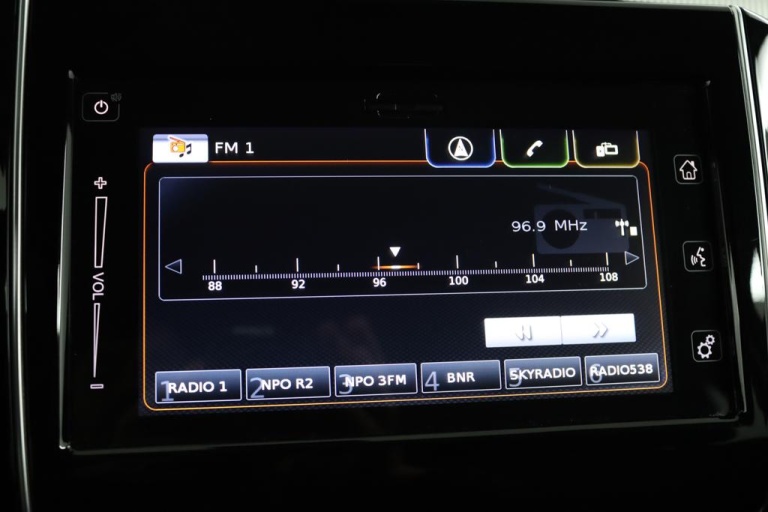 FM 1
96.9 MHz
88 92 96 100 104 108
VOL
1 RADIO 1
2 NPO R2
3 NPO 3FM
4 BNR
5 SKYRADIO
6 RADIO538